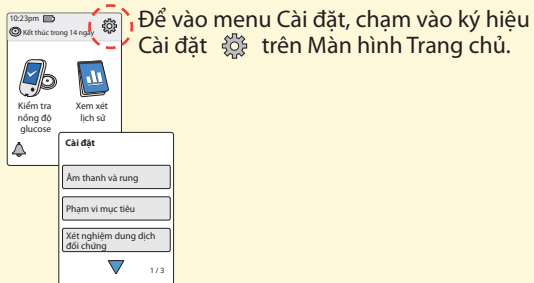 10:23pm
Kết thúc trong 14 ngày
Để vào menu Cài đặt, chạm vào ký hiệu
Cài đặt trên Màn hình Trang chủ.
Kiểm tra
nồng độ
glucose
Xem xét
lịch sử
Cài đặt
Âm thanh và rung
Phạm vi mục tiêu
Xét nghiệm dung dịch
đối chứng
1 / 3